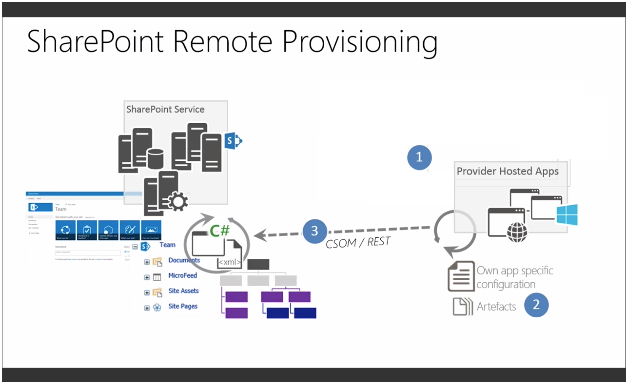 SharePoint Remote Provisioning
SharePoint Service
1
Provider Hosted Apps
Team
C#
3
CSOM / REST
Team
<xml>
Documents
MicroFeed
Site Assets
Site Pages
Own app specific
configuration
Artefacts
2